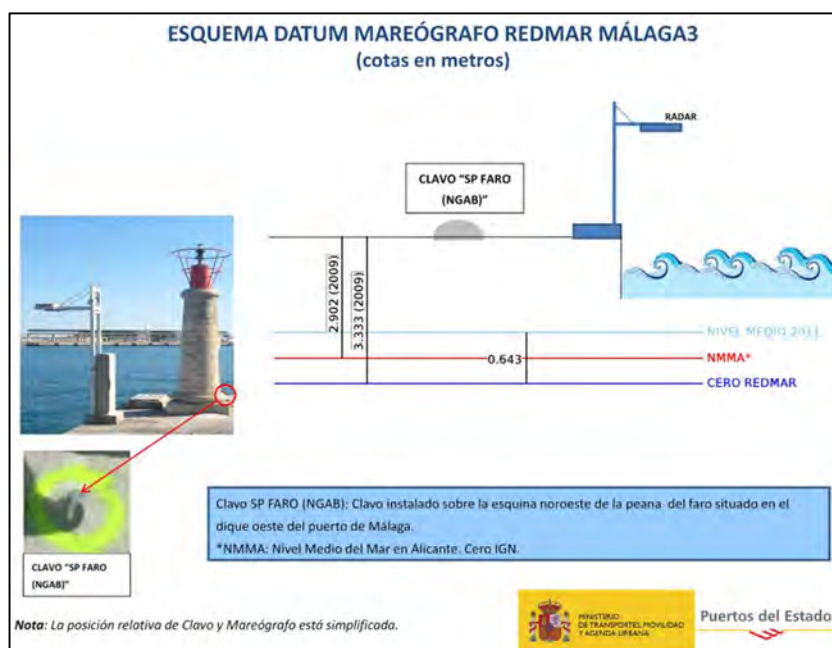 ESQUEMA DATUM MAREÓGRAFO REDMAR MÁLAGA3
(cotas en metros)
RADAR
CLAVO "SP FARO
(NGAB)"
2.902 (2009)
3.333 (2009)
NIVEL MEDIO 2011
NMMA*
0.643
CERO REDMAR
Clavo SP FARO (NGAB): Clavo instalado sobre la esquina noroeste de la peana del faro situado en el
dique oeste del puerto de Málaga.
*NMMA: Nivel Medio del Mar en Alicante. Cero IGN.
CLAVO "SP FARO
(NGAB)"
Nota: La posición relativa de Clavo y Mareógrafo está simplificada.
MINISTERIO
DE TRANSPORTES, MOVILIDAD
Y AGENDA URBANA
Puertos del Estado